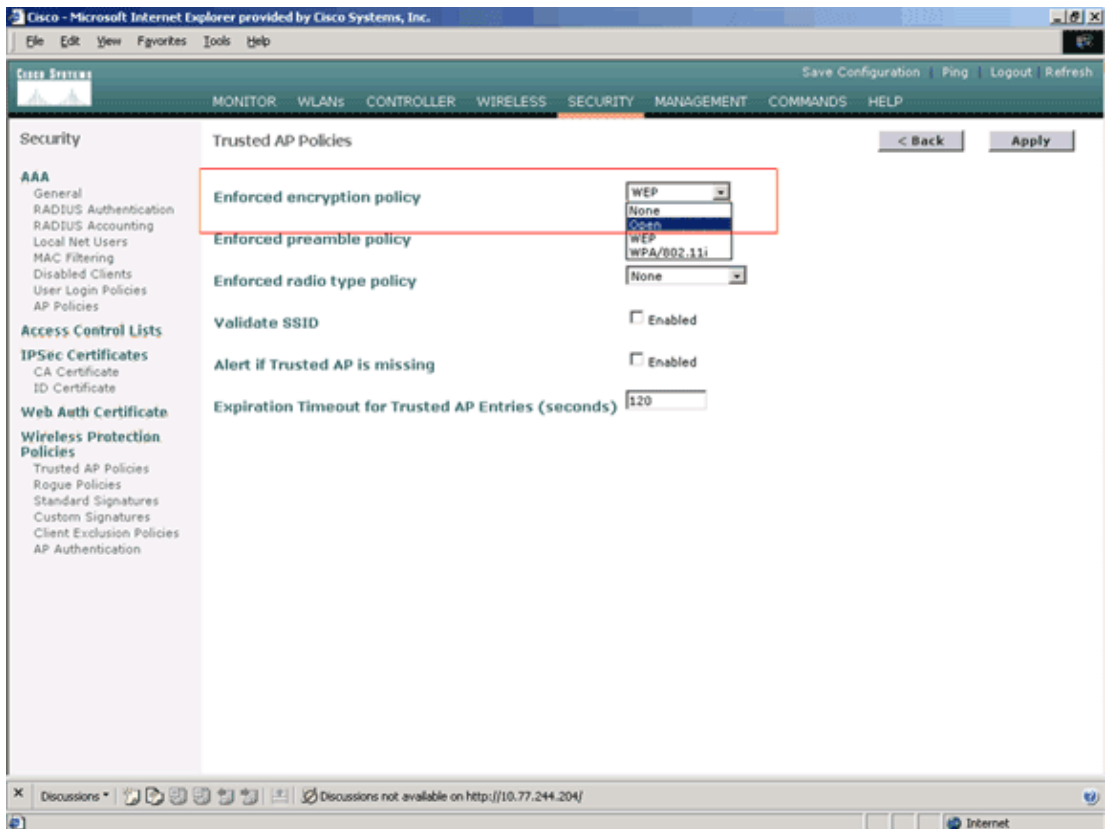 Cisco - Microsoft Internet Explorer provided by Cisco Systems, Inc.
File Edit View Favorites Tools Help
Save Configuration | Ping | Logout | Refresh
CISCO SYSTEMS
MONITOR WLANs CONTROLLER WIRELESS SECURITY MANAGEMENT COMMANDS HELP
Security
AAA
General
RADIUS Authentication
RADIUS Accounting
Local Net Users
MAC Filtering
Disabled Clients
User Login Policies
AP Policies
Access Control Lists
IPSec Certificates
CA Certificate
ID Certificate
Web Auth Certificate
Wireless Protection
Policies
Trusted AP Policies
Rogue Policies
Standard Signatures
Custom Signatures
Client Exclusion Policies
AP Authentication
Trusted AP Policies
< Back Apply
Enforced encryption policy WEP
None
Open
WEP
WPA/802.11i
Enforced preamble policy
Enforced radio type policy None
Validate SSID Enabled
Alert if Trusted AP is missing Enabled
Expiration Timeout for Trusted AP Entries (seconds) 120
Discussions Discussions not available on http://10.77.244.204/
Internet